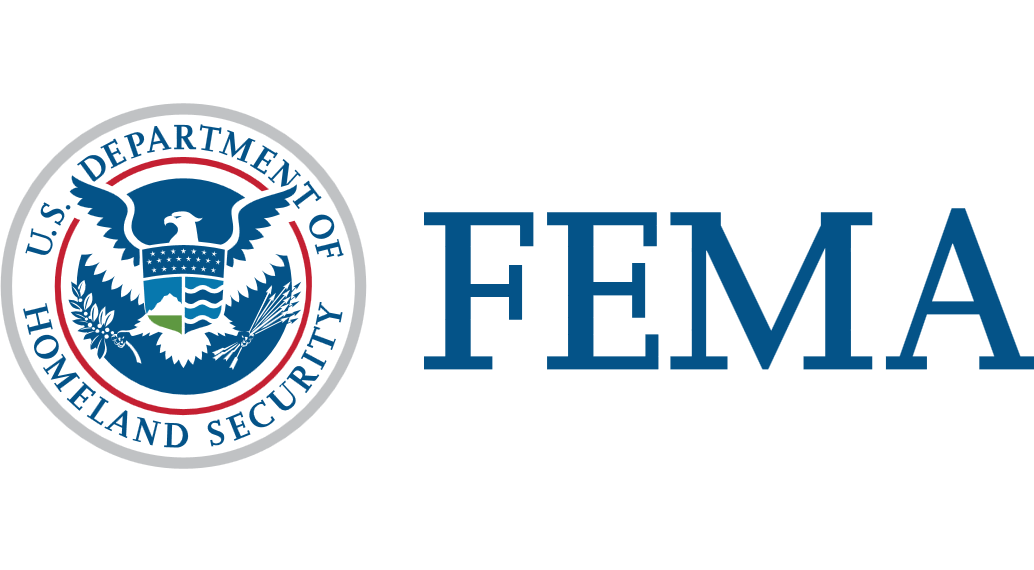 U.S. DEPARTMENT OF
HOMELAND SECURITY
FEMA